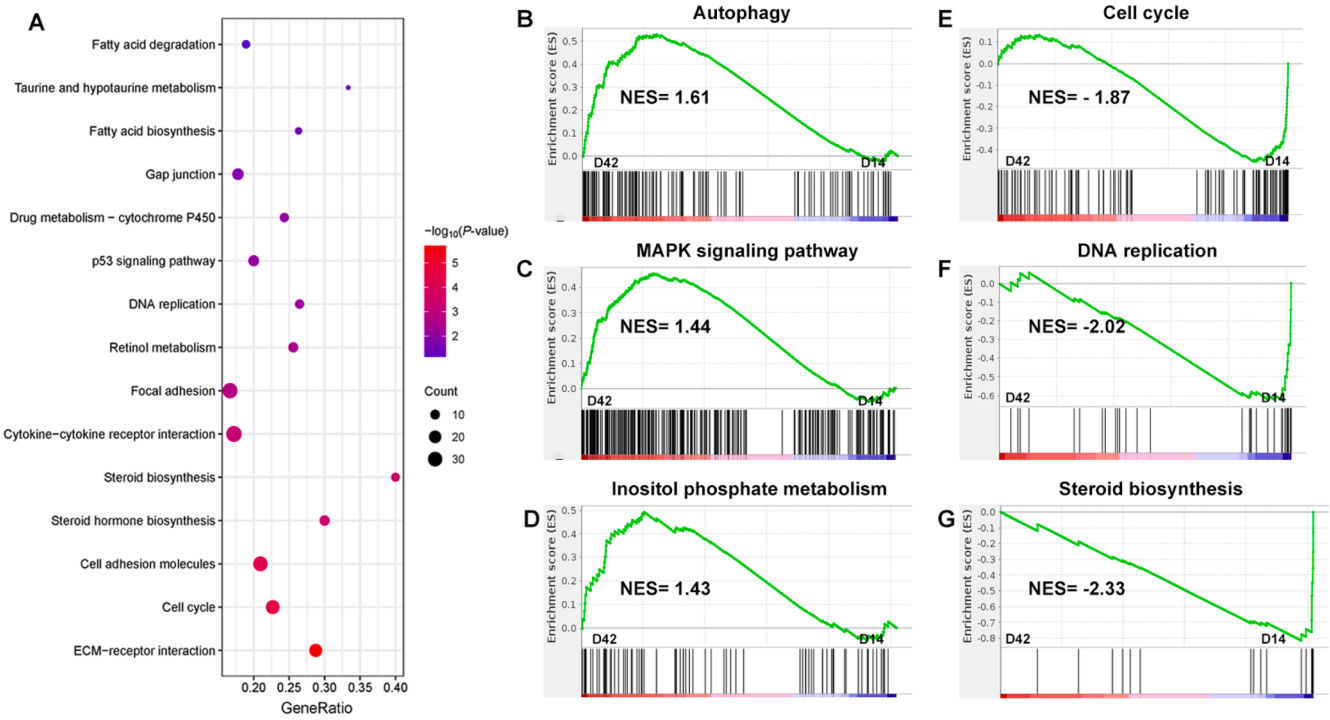 A
Fatty acid degradation
Taurine and hypotaurine metabolism
Fatty acid biosynthesis
Gap junction
Drug metabolism − cytochrome P450
p53 signaling pathway
DNA replication
Retinol metabolism
Focal adhesion
Cytokine−cytokine receptor interaction
Steroid biosynthesis
Steroid hormone biosynthesis
Cell adhesion molecules
Cell cycle
ECM−receptor interaction
0.20 0.25 0.30 0.35 0.40
GeneRatio
−log10(P-value)
5
4
3
2
Count
10
20
30
B
Autophagy
Enrichment score (ES)
0.5
0.4
0.3
0.2
0.1
0.0
NES= 1.61
D42 D14
C
MAPK signaling pathway
Enrichment score (ES)
0.4
0.3
0.2
0.1
0.0
NES= 1.44
D42 D14
D
Inositol phosphate metabolism
Enrichment score (ES)
0.5
0.4
0.3
0.2
0.1
0.0
NES= 1.43
D42 D14
E
Cell cycle
Enrichment score (ES)
0.1
0.0
-0.1
-0.2
-0.3
-0.4
NES= - 1.87
D42 D14
F
DNA replication
Enrichment score (ES)
-0.0
-0.1
-0.2
-0.3
-0.4
-0.5
-0.6
NES= -2.02
D42 D14
G
Steroid biosynthesis
Enrichment score (ES)
0.0
-0.1
-0.2
-0.3
-0.4
-0.5
-0.6
-0.7
-0.8
NES= -2.33
D42 D14